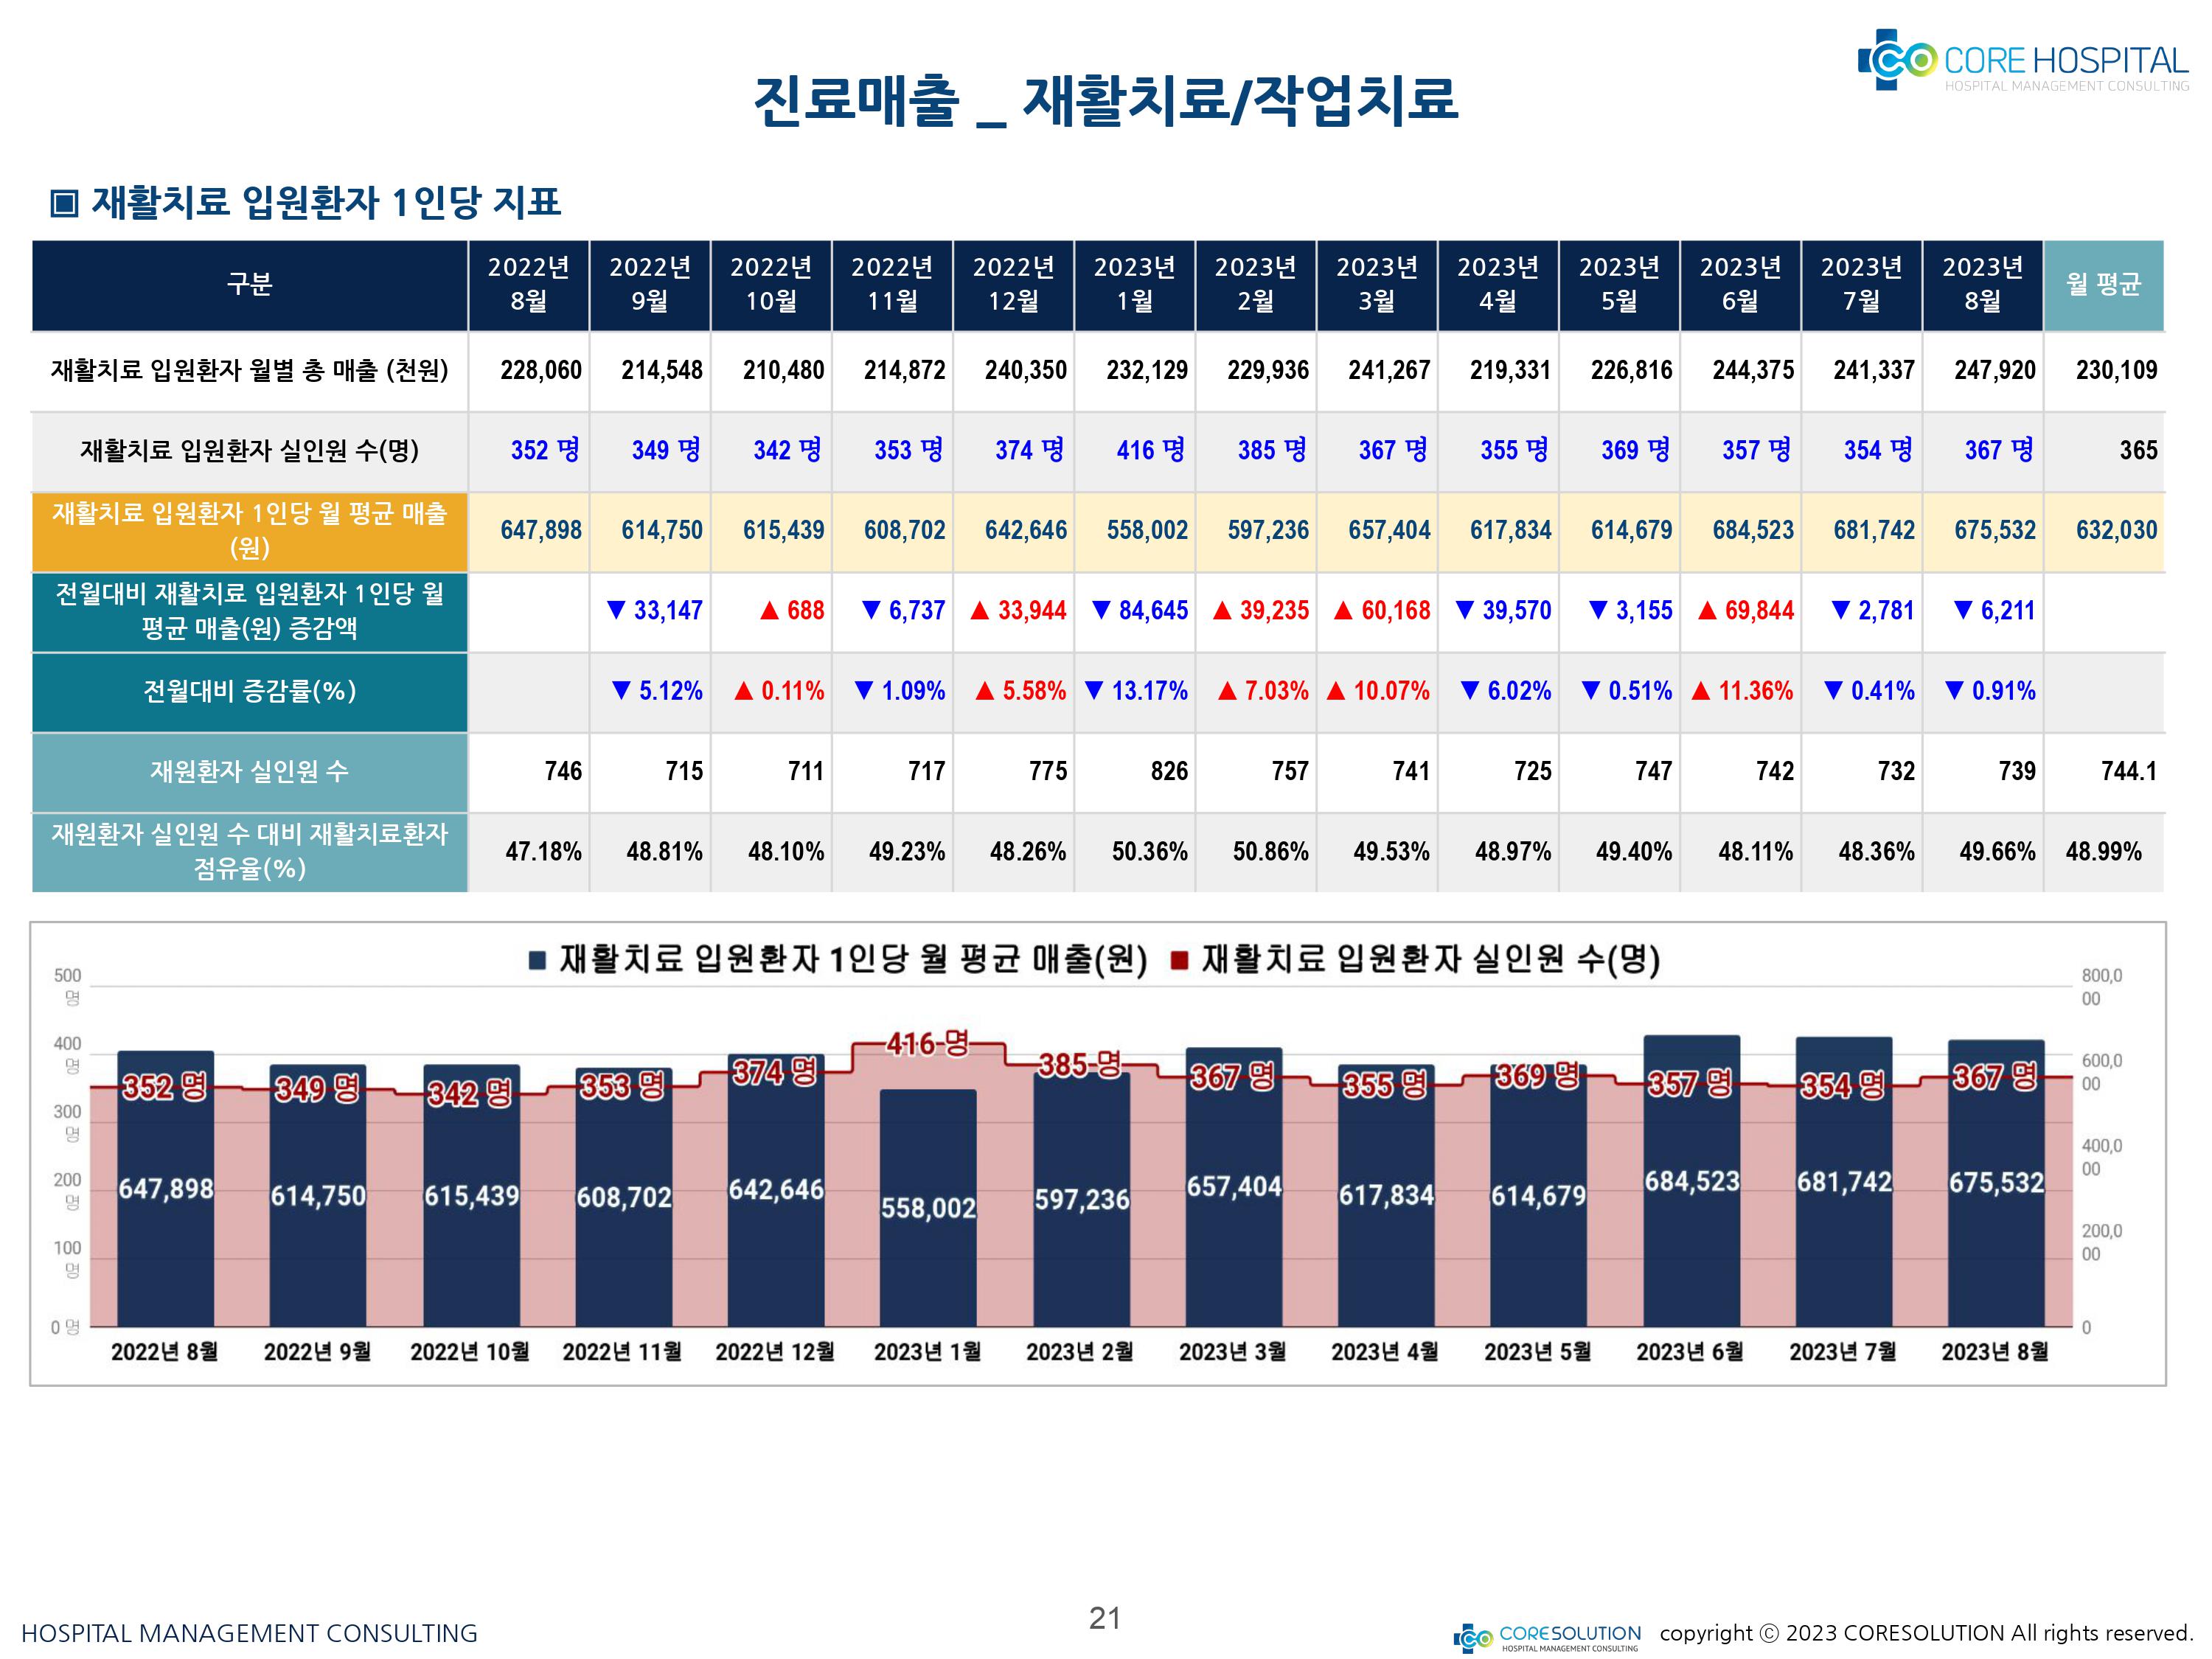 CORE HOSPITAL
HOSPITAL MANAGEMENT CONSULTING
진료매출 _ 재활치료/작업치료
▣ 재활치료 입원환자 1인당 지표
구분 2022년 8월 2022년 9월 2022년 10월 2022년 11월 2022년 12월 2023년 1월 2023년 2월 2023년 3월 2023년 4월 2023년 5월 2023년 6월 2023년 7월 2023년 8월 월 평균
재활치료 입원환자 월별 총 매출 (천원) 228,060 214,548 210,480 214,872 240,350 232,129 229,936 241,267 219,331 226,816 244,375 241,337 247,920 230,109
재활치료 입원환자 실인원 수(명) 352 명 349 명 342 명 353 명 374 명 416 명 385 명 367 명 355 명 369 명 357 명 354 명 367 명 365
재활치료 입원환자 1인당 월 평균 매출 (원) 647,898 614,750 615,439 608,702 642,646 558,002 597,236 657,404 617,834 614,679 684,523 681,742 675,532 632,030
전월대비 재활치료 입원환자 1인당 월 평균 매출(원) 증감액 ▼ 33,147 ▲ 688 ▼ 6,737 ▲ 33,944 ▼ 84,645 ▲ 39,235 ▲ 60,168 ▼ 39,570 ▼ 3,155 ▲ 69,844 ▼ 2,781 ▼ 6,211
전월대비 증감률(%) ▼ 5.12% ▲ 0.11% ▼ 1.09% ▲ 5.58% ▼ 13.17% ▲ 7.03% ▲ 10.07% ▼ 6.02% ▼ 0.51% ▲ 11.36% ▼ 0.41% ▼ 0.91%
재원환자 실인원 수 746 715 711 717 775 826 757 741 725 747 742 732 739 744.1
재원환자 실인원 수 대비 재활치료환자 점유율(%) 47.18% 48.81% 48.10% 49.23% 48.26% 50.36% 50.86% 49.53% 48.97% 49.40% 48.11% 48.36% 49.66% 48.99%
■ 재활치료 입원환자 1인당 월 평균 매출(원) ■ 재활치료 입원환자 실인원 수(명)
500 명
400 명
300 명
200 명
100 명
0 명
352 명 349 명 342 명 353 명 374 명 416 명 385 명 367 명 355 명 369 명 357 명 354 명 367 명
647,898 614,750 615,439 608,702 642,646 558,002 597,236 657,404 617,834 614,679 684,523 681,742 675,532
800,000
600,000
400,000
200,000
0
2022년 8월 2022년 9월 2022년 10월 2022년 11월 2022년 12월 2023년 1월 2023년 2월 2023년 3월 2023년 4월 2023년 5월 2023년 6월 2023년 7월 2023년 8월
HOSPITAL MANAGEMENT CONSULTING
21
CORESOLUTION
HOSPITAL MANAGEMENT CONSULTING
copyright ⓒ 2023 CORESOLUTION All rights reserved.